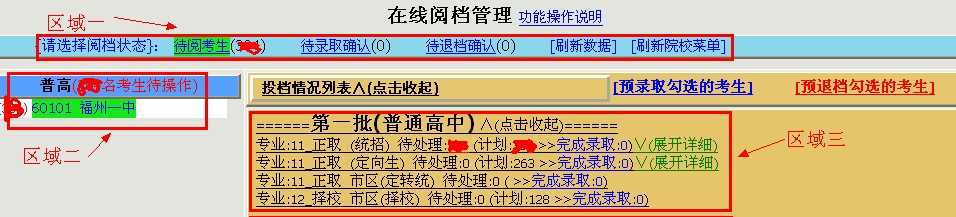 在线阅档管理 功能操作说明
区域一
{请选择阅档状态}: 待阅考生( ) 待录取确认(0) 待退档确认(0) [刷新数据] [刷新院校菜单]
区域二
普高( 名考生待操作)
60101 福州一中
投档情况列表∧(点击收起) [预录取勾选的考生] [预退档勾选的考生]
======第一批(普通高中) ∧(点击收起)======
区域三
专业:11_正取 (统招) 待处理: (计划: >>完成录取:0)∨(展开详细)
专业:11_正取 (定向生) 待处理:0 (计划:263 >>完成录取:0)∨(展开详细)
专业:11_正取 市区(定转统) 待处理:0 ( >>完成录取:0)
专业:12_择校 市区(择校) 待处理:0 (计划:128 >>完成录取:0)